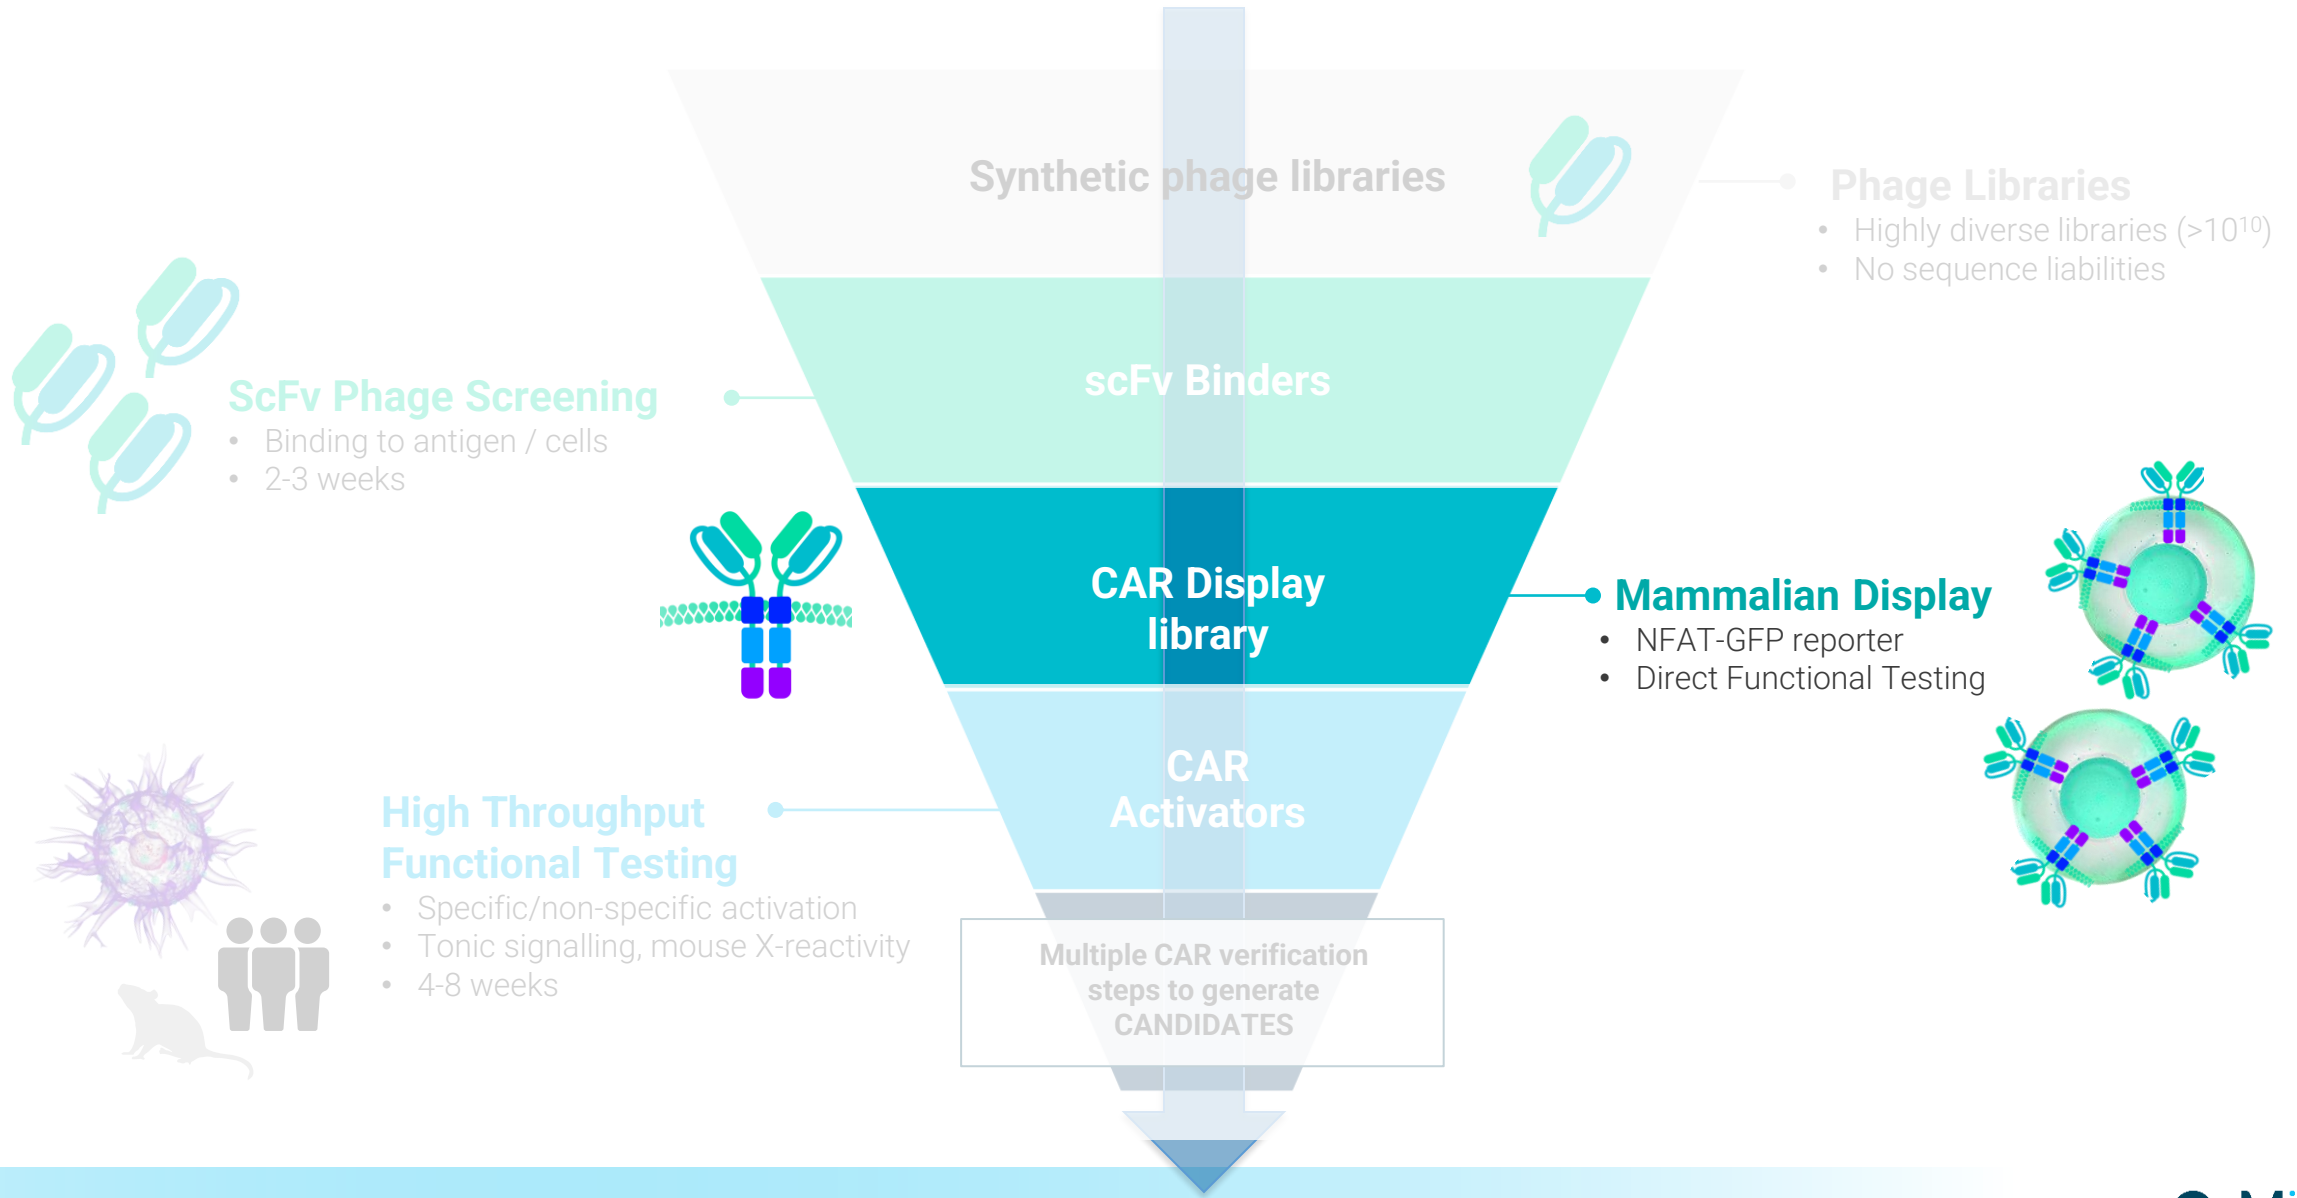 Synthetic phage libraries
Phage Libraries
• Highly diverse libraries (>10¹⁰)
• No sequence liabilities
scFv Binders
ScFv Phage Screening
• Binding to antigen / cells
• 2-3 weeks
CAR Display
library
Mammalian Display
• NFAT-GFP reporter
• Direct Functional Testing
CAR
Activators
High Throughput
Functional Testing
• Specific/non-specific activation
• Tonic signalling, mouse X-reactivity
• 4-8 weeks
Multiple CAR verification
steps to generate
CANDIDATES